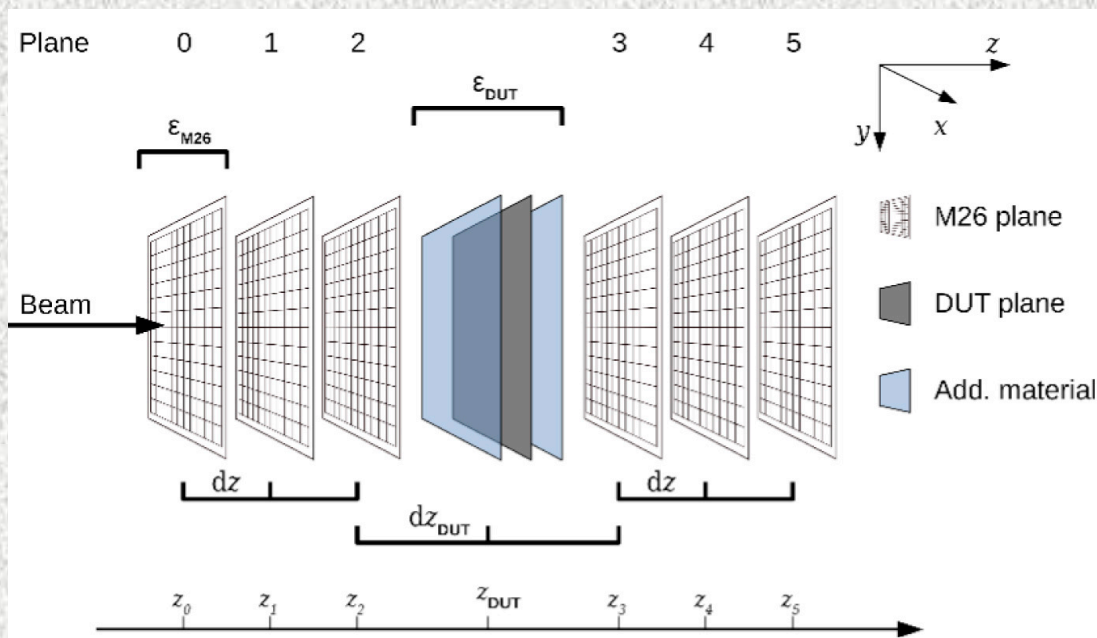 Plane 0 1 2 3 4 5
z
x
y
ε_DUT
ε_M26
M26 plane
DUT plane
Add. material
Beam
dz dz
dz_DUT
z_0 z_1 z_2 z_DUT z_3 z_4 z_5